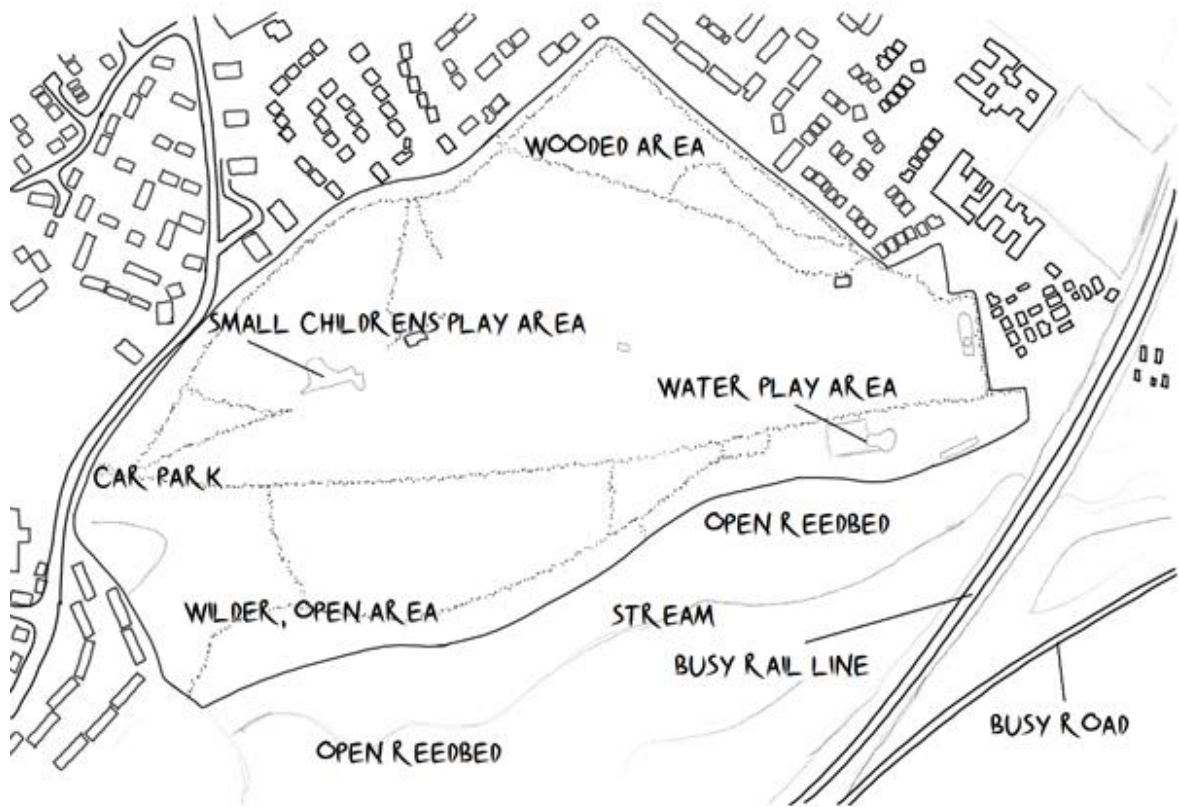 WOODED AREA
SMALL CHILDRENS PLAY AREA
WATER PLAY AREA
CAR PARK
OPEN REEDBED
WILDER, OPEN AREA
STREAM
BUSY RAIL LINE
BUSY ROAD
OPEN REEDBED